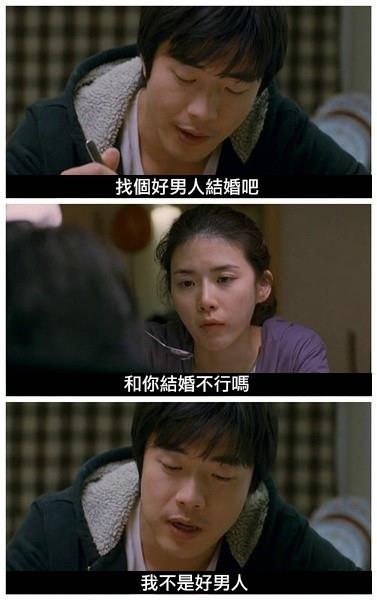 找個好男人結婚吧
和你結婚不行嗎
我不是好男人